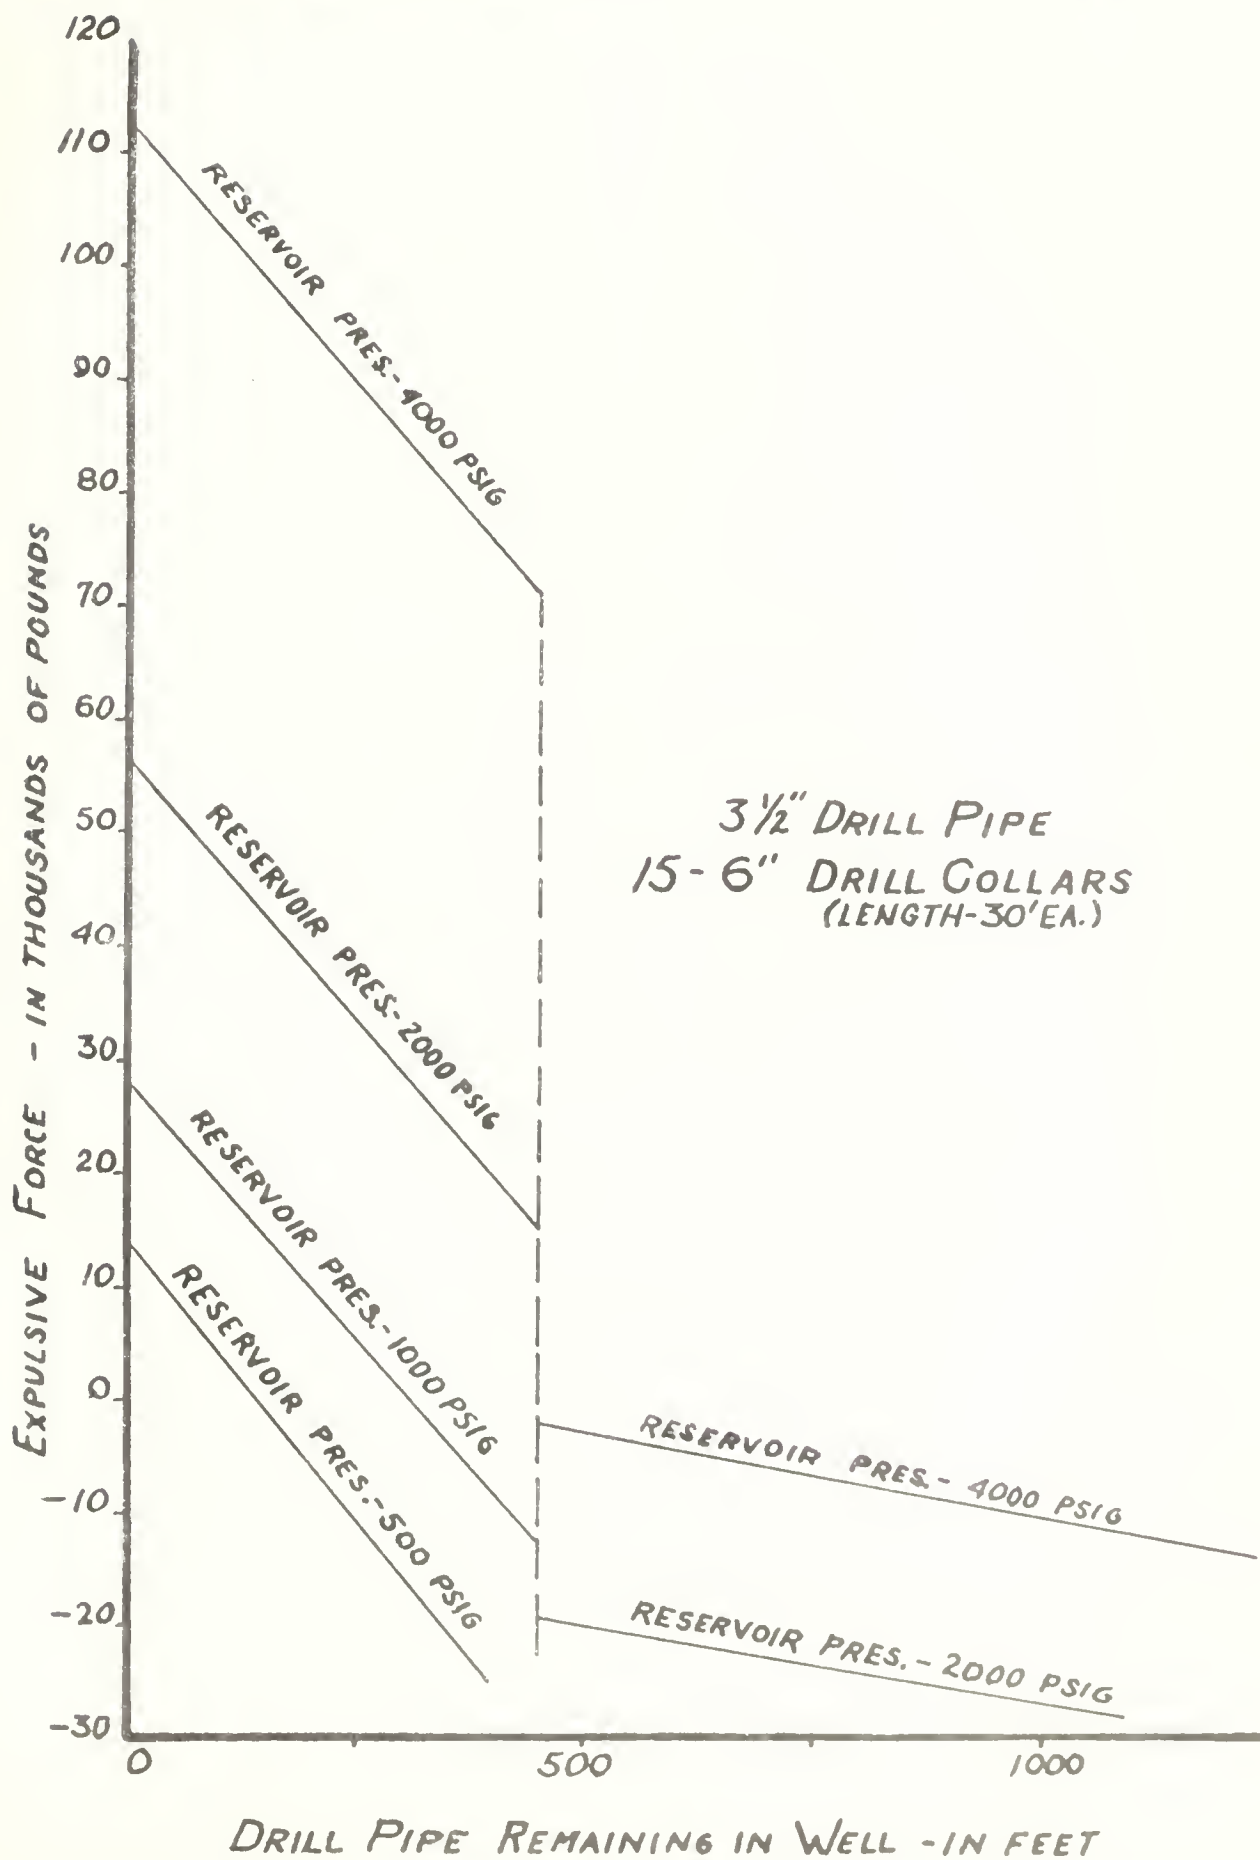 120
110
100
90
80
70
60
50
40
30
20
10
0
-10
-20
-30
EXPULSIVE FORCE - IN THOUSANDS OF POUNDS
RESERVOIR PRES.-4000 PSIG
RESERVOIR PRES.-2000 PSIG
RESERVOIR PRES.-1000 PSIG
RESERVOIR PRES.-500 PSIG
3½" DRILL PIPE
15-6" DRILL COLLARS
(LENGTH-30'EA.)
RESERVOIR PRES.- 4000 PSIG
RESERVOIR PRES.- 2000 PSIG
0 500 1000
DRILL PIPE REMAINING IN WELL -IN FEET